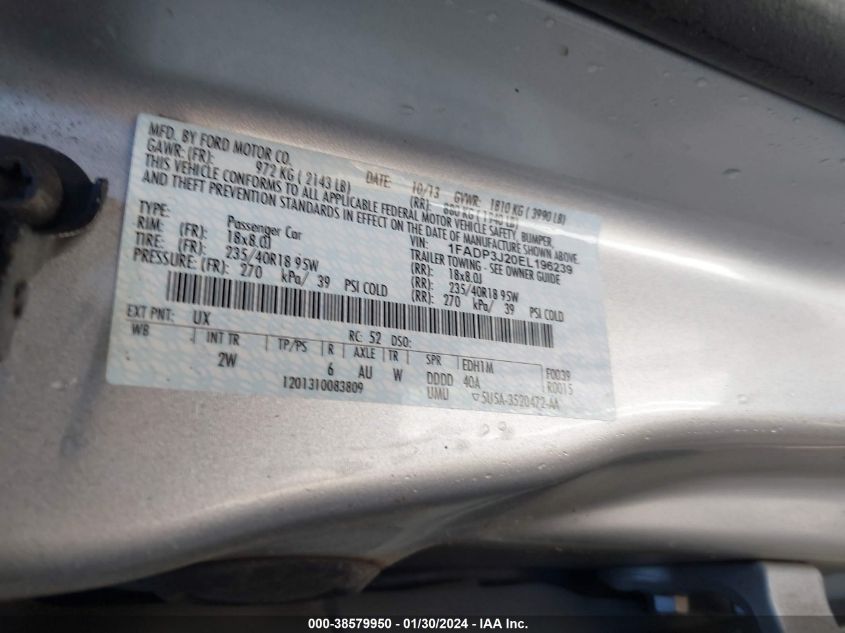 MFD. BY FORD MOTOR CO.
DATE: 10/13 GVWR: 1810 KG ( 3990 LB)
GAWR: (FR): 972 KG ( 2143 LB) (RR): KG
THIS VEHICLE CONFORMS TO ALL APPLICABLE FEDERAL MOTOR VEHICLE SAFETY, BUMPER,
AND THEFT PREVENTION STANDARDS IN EFFECT ON THE DATE OF MANUFACTURE SHOWN ABOVE.
VIN: 1FADP3J20EL196239
TYPE: Passenger Car TRAILER TOWING - SEE OWNER GUIDE
RIM: (FR): 18x8.0J (RR): 18x8.0J
TIRE: (FR): 235/40R18 95W (RR): 235/40R18 95W
PRESSURE: (FR): 270 kPa/ 39 PSI COLD (RR): 270 kPa/ 39 PSI COLD
EXT PNT: UX RC: 52 DSO:
WB INT TR TP/PS R AXLE TR SPR EDH1M F0039
2W 6 AU W DDDD 40A R0015
1201310083809 UMU ▽5U5A-3520472-AA
000-38579950 - 01/30/2024 - IAA Inc.